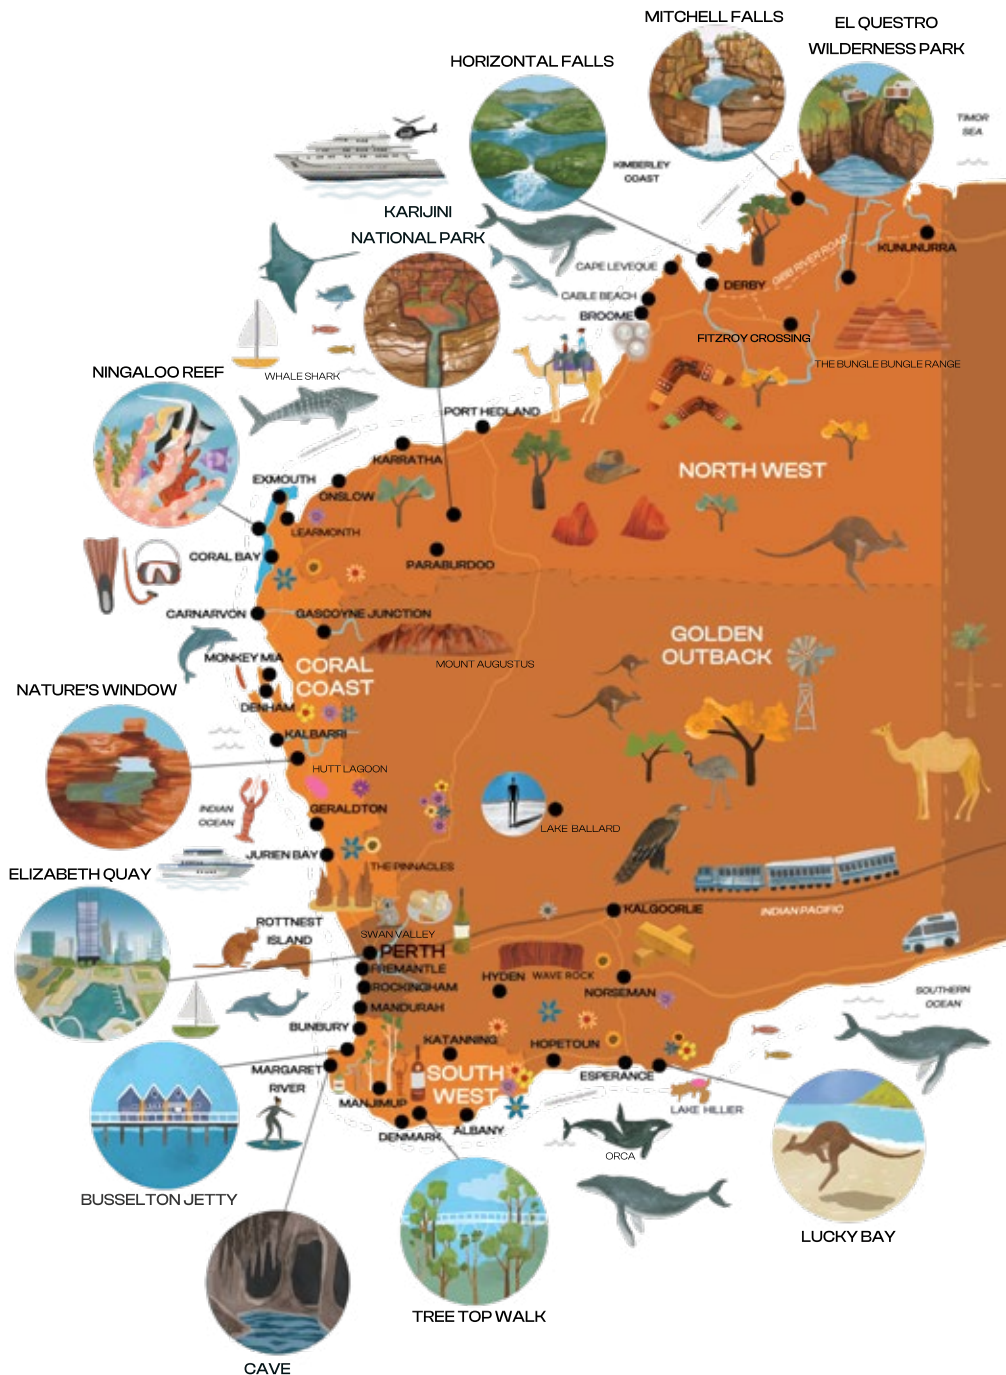 MITCHELL FALLS
EL QUESTRO
WILDERNESS PARK
HORIZONTAL FALLS
TIMOR
SEA
KIMBERLEY
COAST
KARIJINI
NATIONAL PARK
KUNUNURRA
GIBB RIVER ROAD
CAPE LEVEQUE
DERBY
CABLE BEACH
BROOME
FITZROY CROSSING
THE BUNGLE BUNGLE RANGE
NINGALOO REEF
WHALE SHARK
PORT HEDLAND
KARRATHA
NORTH WEST
EXMOUTH
ONSLOW
LEARMONTH
CORAL BAY
PARABURDOO
CARNARVON
GASCOYNE JUNCTION
GOLDEN
OUTBACK
MOUNT AUGUSTUS
MONKEY MIA
CORAL
COAST
NATURE'S WINDOW
DENHAM
KALBARRI
HUTT LAGOON
INDIAN
OCEAN
GERALDTON
LAKE BALLARD
JURIEN BAY
THE PINNACLES
ELIZABETH QUAY
KALGOORLIE
INDIAN PACIFIC
ROTTNEST
ISLAND
SWAN VALLEY
PERTH
FREMANTLE
HYDEN
WAVE ROCK
ROCKINGHAM
NORSEMAN
SOUTHERN
OCEAN
MANDURAH
BUNBURY
KATANNING
HOPETOUN
MARGARET
RIVER
SOUTH
WEST
ESPERANCE
MANJIMUP
LAKE HILLIER
DENMARK
ALBANY
ORCA
BUSSELTON JETTY
LUCKY BAY
TREE TOP WALK
CAVE